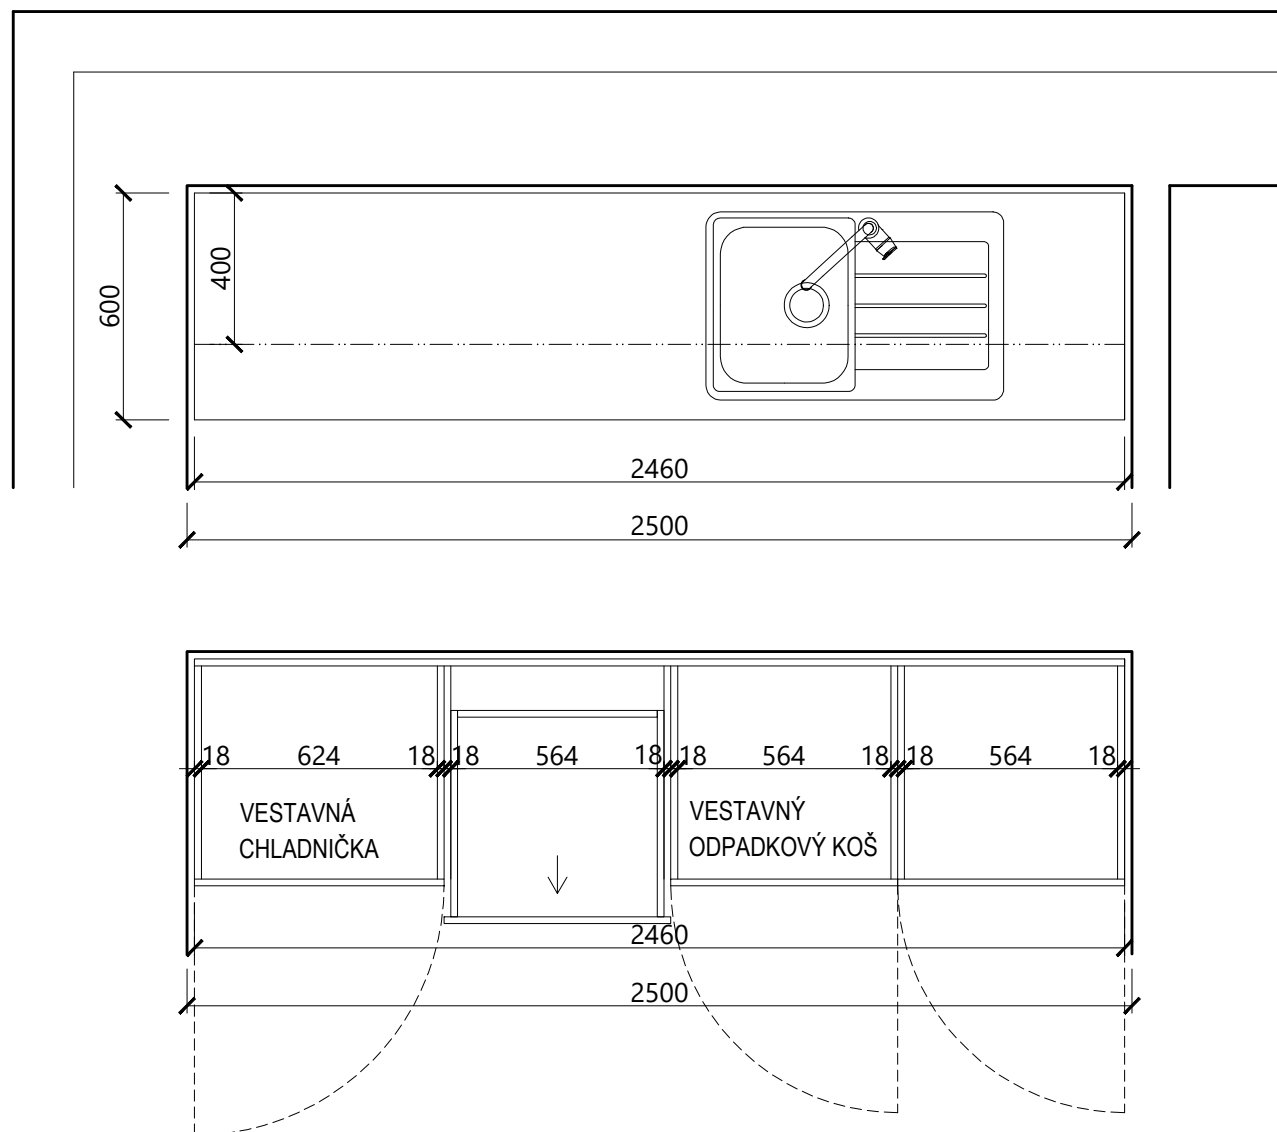 600
400
2460
2500
18 624 18 18 564 18 18 564 18 18 564 18
VESTAVNÁ
CHLADNIČKA
VESTAVNÝ
ODPADKOVÝ KOŠ
2460
2500